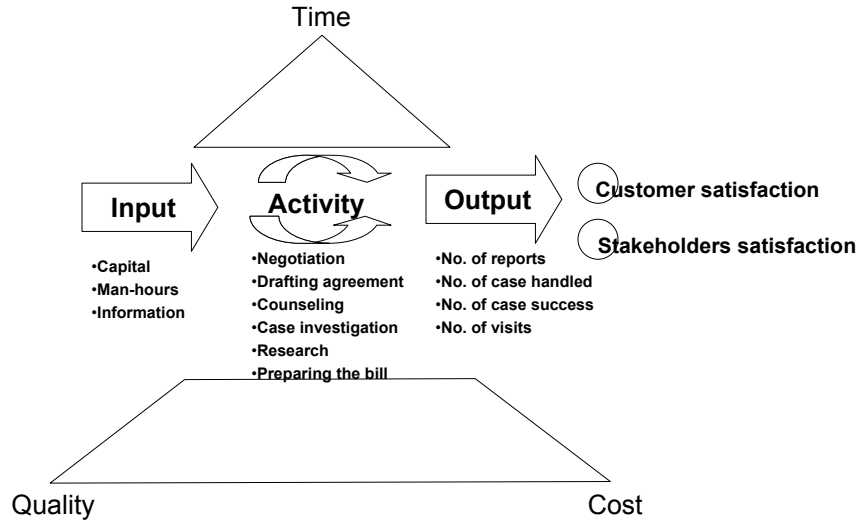 Time
Input
Activity
Output
Customer satisfaction
Stakeholders satisfaction
•Capital
•Man-hours
•Information
•Negotiation
•Drafting agreement
•Counseling
•Case investigation
•Research
•Preparing the bill
•No. of reports
•No. of case handled
•No. of case success
•No. of visits
Quality
Cost